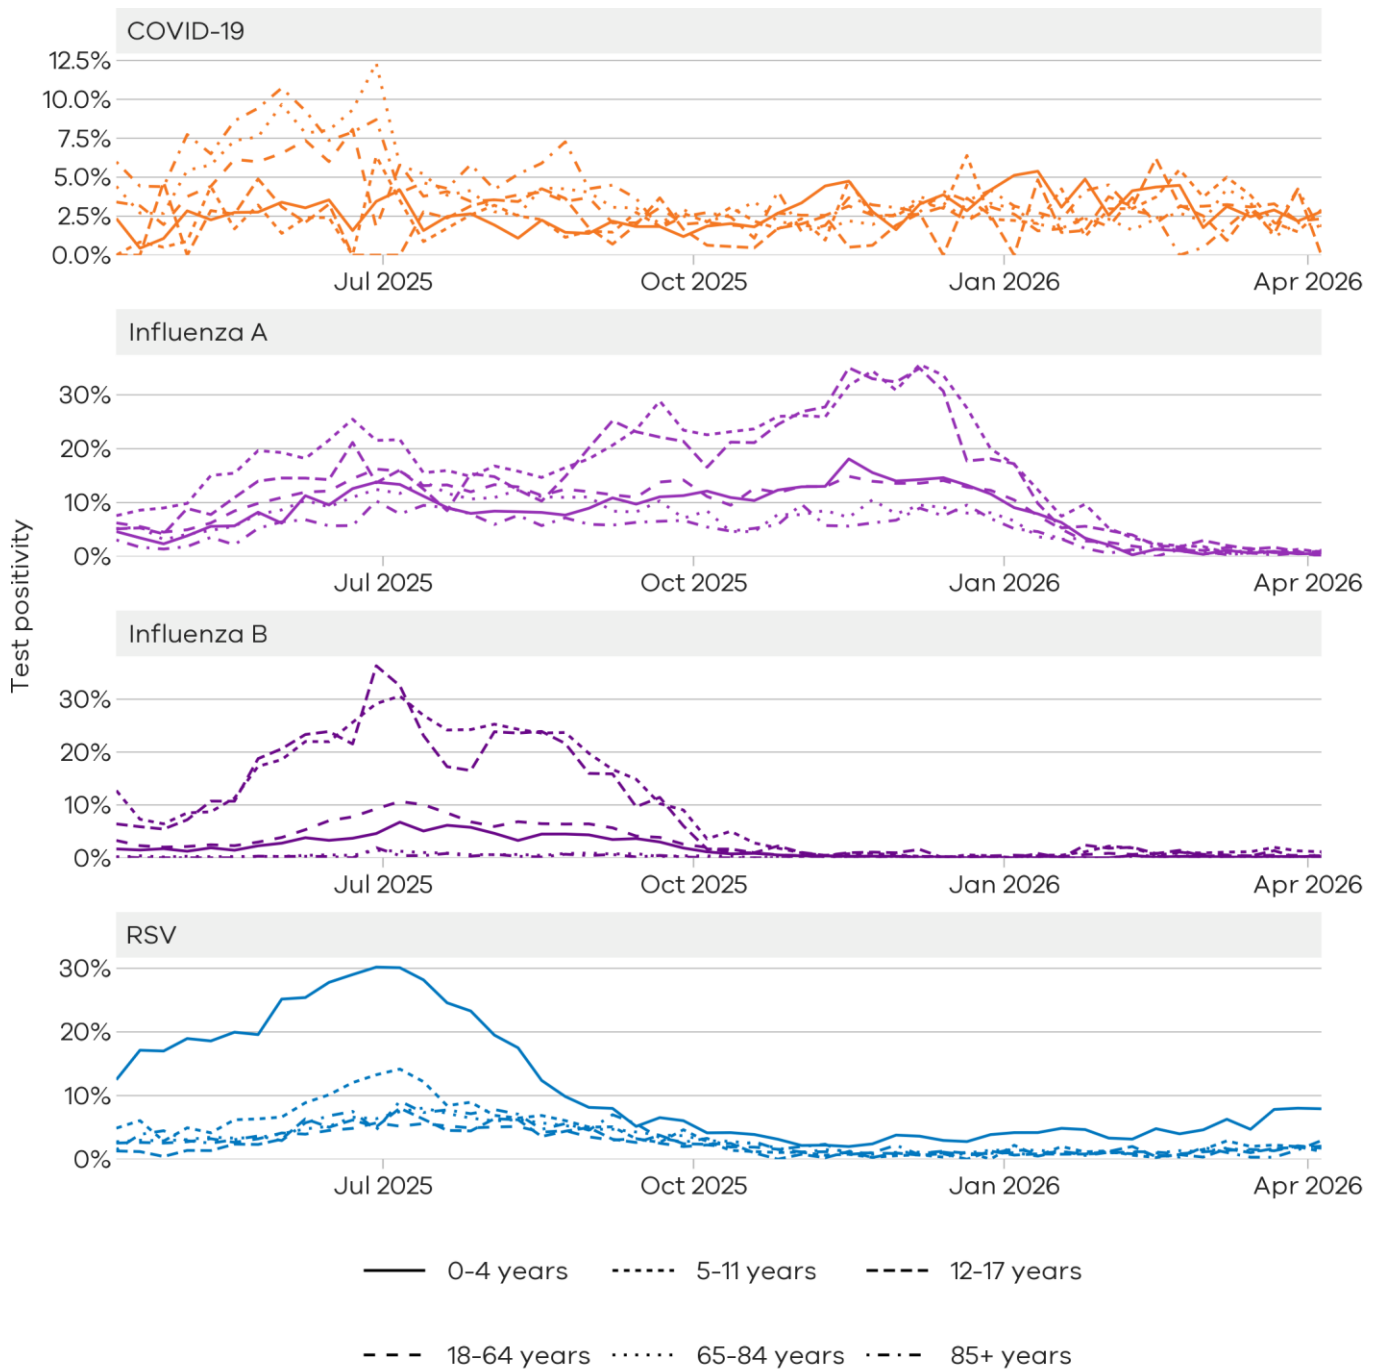 COVID-19
12.5%
10.0%
7.5%
5.0%
2.5%
0.0%
Jul 2025 Oct 2025 Jan 2026 Apr 2026
Influenza A
30%
20%
10%
0%
Jul 2025 Oct 2025 Jan 2026 Apr 2026
Test positivity
Influenza B
30%
20%
10%
0%
Jul 2025 Oct 2025 Jan 2026 Apr 2026
RSV
30%
20%
10%
0%
Jul 2025 Oct 2025 Jan 2026 Apr 2026
0-4 years 5-11 years 12-17 years
18-64 years 65-84 years 85+ years